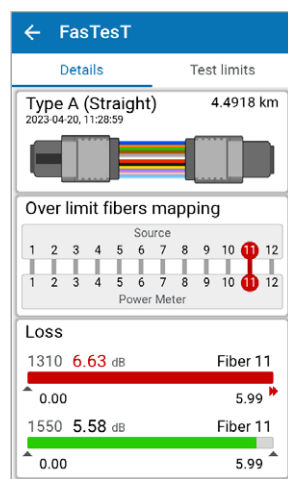 FasTesT
Details Test limits
Type A (Straight) 4.4918 km
2023-04-20, 11:28:59
Over limit fibers mapping
Source
1 2 3 4 5 6 7 8 9 10 11 12
1 2 3 4 5 6 7 8 9 10 11 12
Power Meter
Loss
1310 6.63 dB Fiber 11
0.00 5.99
1550 5.58 dB Fiber 11
0.00 5.99